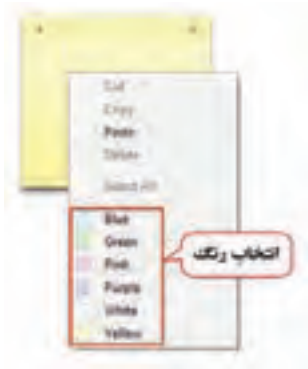 Cut
Copy
Paste
Delete
Select All
Blue
Green
Pink
Purple
White
Yellow
انتخاب رنگ